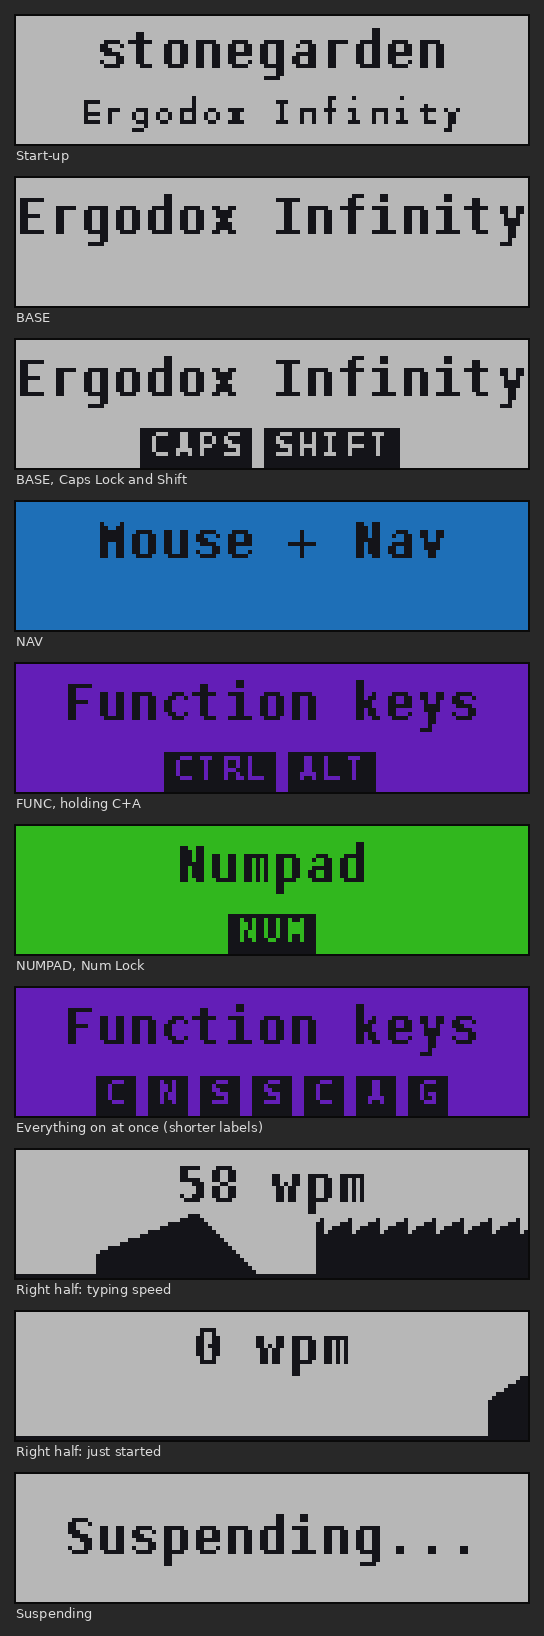 stonegarden
Ergodox Infinity
Start-up
Ergodox Infinity
BASE
Ergodox Infinity
CAPS SHIFT
BASE, Caps Lock and Shift
Mouse + Nav
NAV
Function keys
CTRL ALT
FUNC, holding C+A
Numpad
NUM
NUMPAD, Num Lock
Function keys
C N S S C A G
Everything on at once (shorter labels)
58 wpm
Right half: typing speed
0 wpm
Right half: just started
Suspending...
Suspending